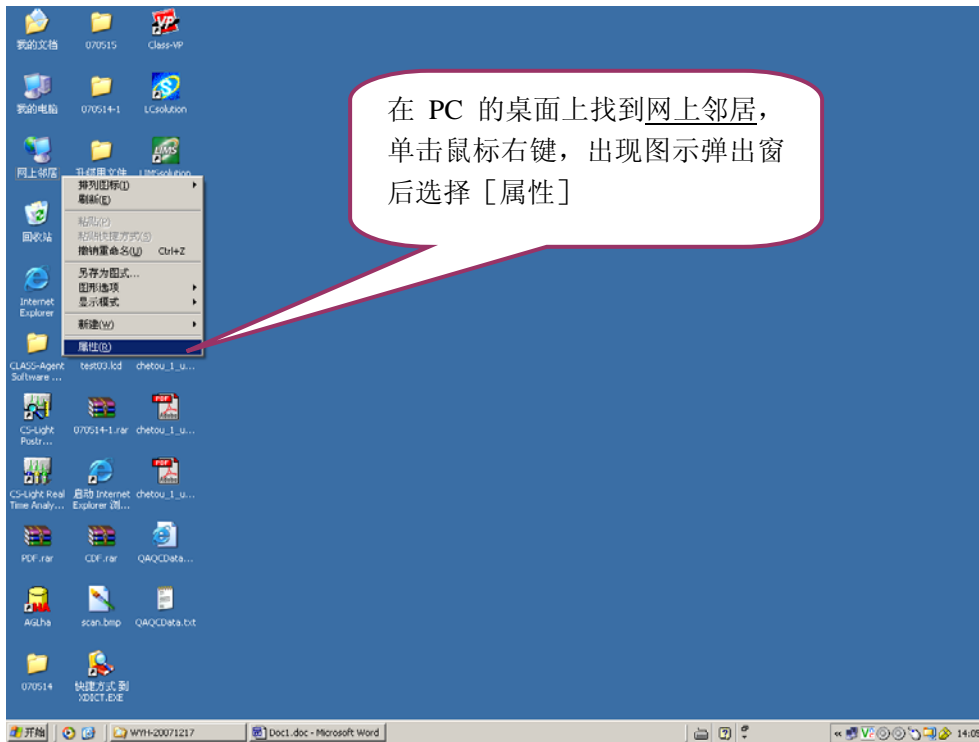 我的文档
070515
Class-VP
我的电脑
070514-1
LCsolution
网上邻居
LIMSsolution
回收站
Internet
Explorer
CLASS-Agent
Software ...
test03.lcd
chetou_1_u...
CS-Light
Postr...
070514-1.rar
chetou_1_u...
CS-Light Real
Time Analy...
启动 Internet
Explorer 浏...
chetou_1_u...
PDF.rar
CDF.rar
QAQCData...
AGLha
scan.bmp
QAQCData.txt
070514
快捷方式 到
XDICT.EXE
排列图标(I)
刷新(E)
粘贴(P)
粘贴快捷方式(S)
撤销重命名(U) Ctrl+Z
另存为图式...
图形选项
显示模式
新建(W)
属性(R)
在 PC 的桌面上找到网上邻居，
单击鼠标右键，出现图示弹出窗
后选择［属性］
开始
WYH-20071217
Doc1.doc - Microsoft Word